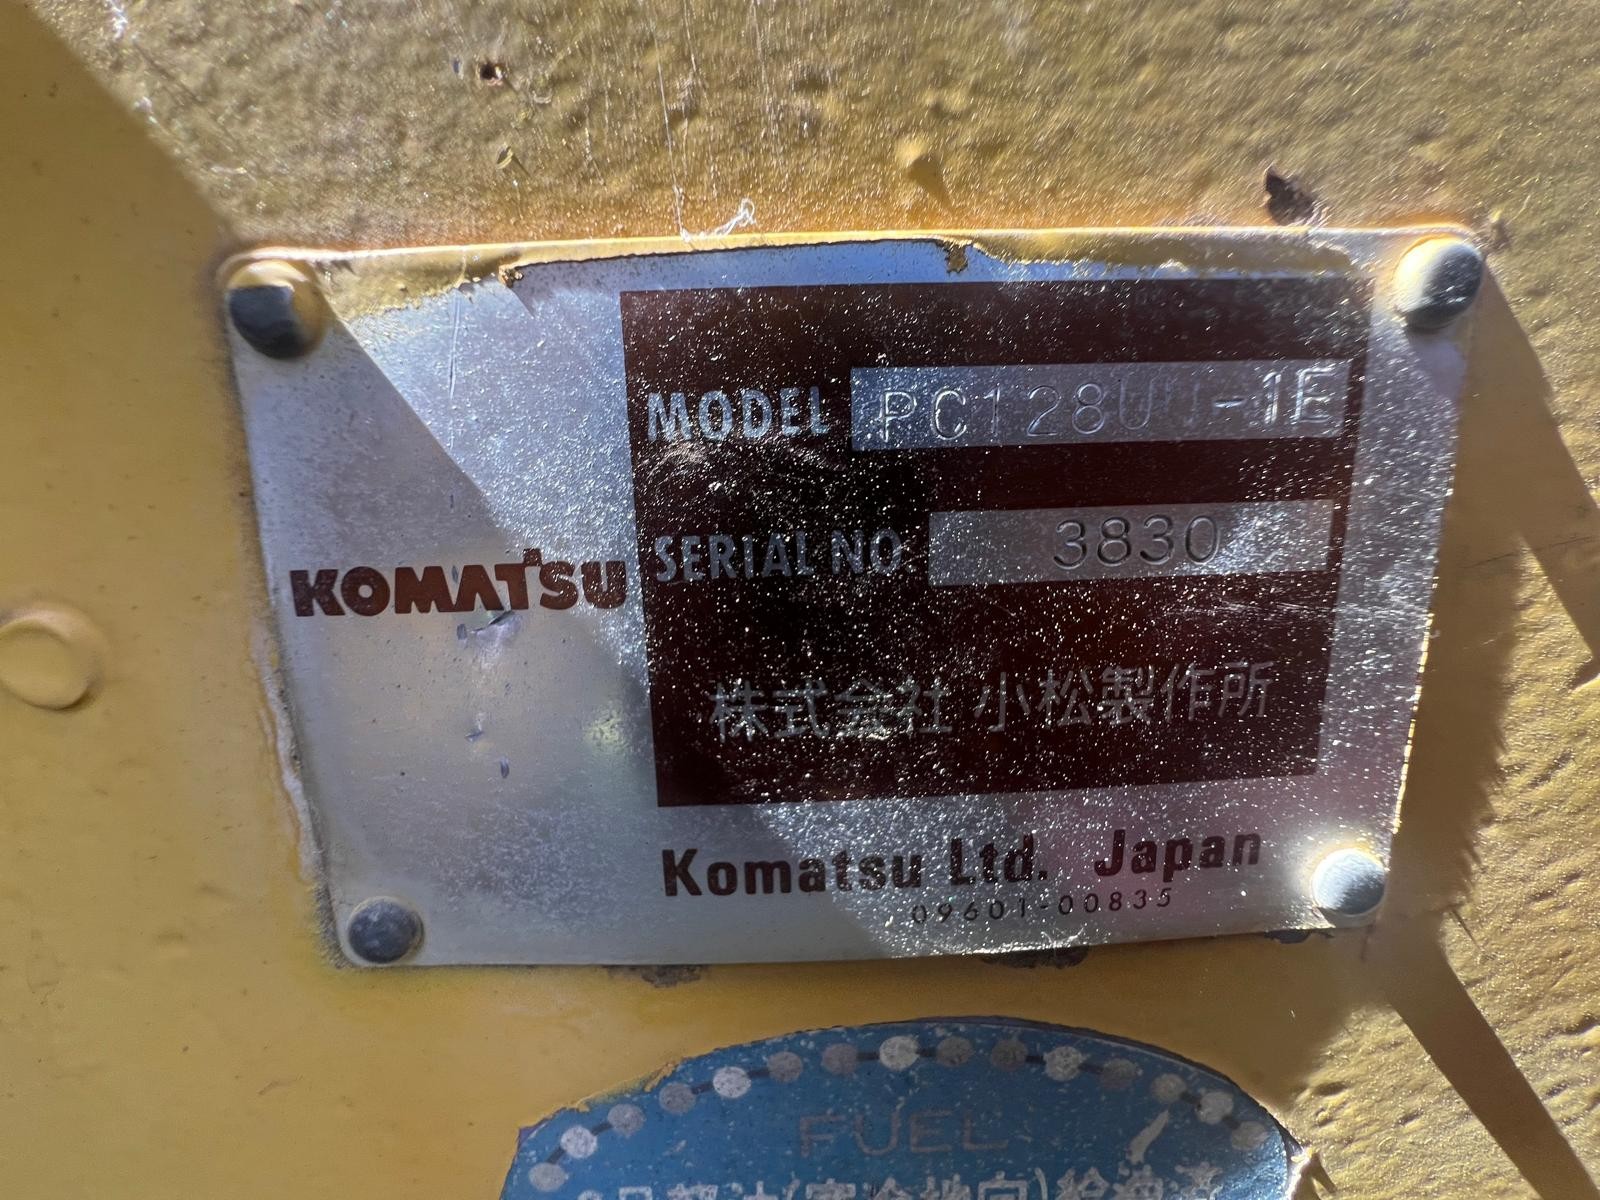 MODEL PC128UU-1E
SERIAL NO. 3830
KOMATSU
株式会社 小松製作所
Komatsu Ltd. Japan
09601-00835
FUEL